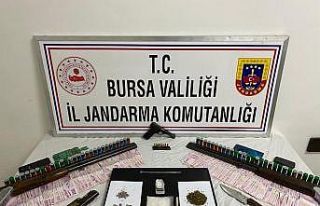 T.C.
BURSA VALİLİĞİ
İL JANDARMA KOMUTANLIĞI